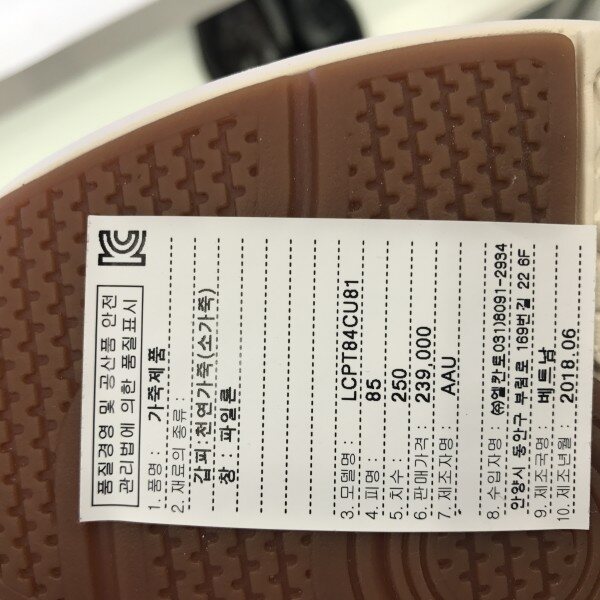 품질경영 및 공산품 안전
관리법에 의한 품질표시
1. 품명 : 가죽제품
2. 재료의 종류 :
갑피:천연가죽(소가죽)
창 : 파일론
3. 모델명 : LCPT84CU81
4. 피명 : 85
5. 치수 : 250
6. 판매가격 : 239,000
7. 제조자명 : AAU
8. 수입자명 : ㈜엘칸토031)8091-2934
안양시 동안구 부림로 169번길 22 6F
9. 제조국명 : 베트남
10. 제조년월 : 2018.06